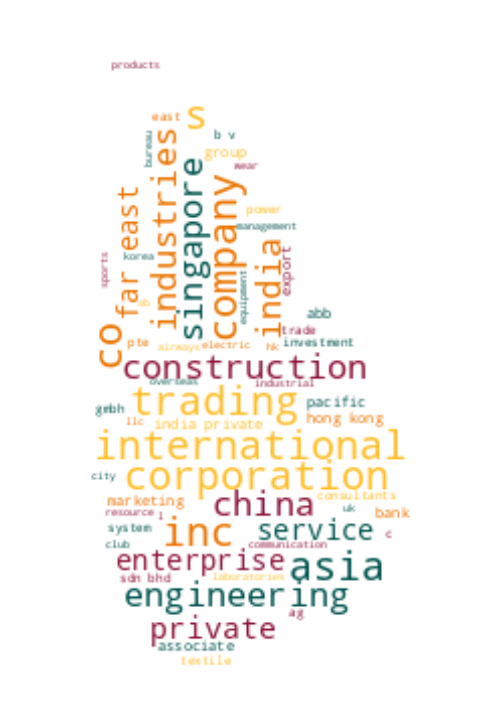 products
east
s
bureau
b v
industries
group
wear
singapore
company
far east
power
management
india
export
korea
sports
equipment
ab
abb
co
trade
pte
airways
electric
hk
investment
construction
overseas
industrial
trading
pacific
gmbh
hong kong
llc
india private
international
city
corporation
marketing
china
consultants
resource
l
uk
bank
system
inc
service
c
club
communication
enterprise
asia
sdn bhd
laboratories
engineering
ag
private
associate
textile